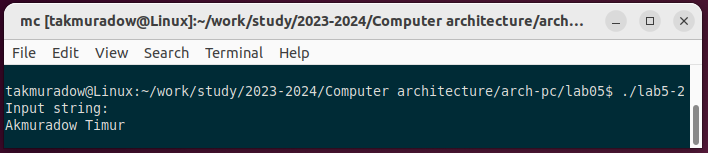 mc [takmuradow@Linux]:~/work/study/2023-2024/Computer architecture/arch…
File Edit View Search Terminal Help
takmuradow@Linux:~/work/study/2023-2024/Computer architecture/arch-pc/lab05$ ./lab5-2
Input string:
Akmuradow Timur